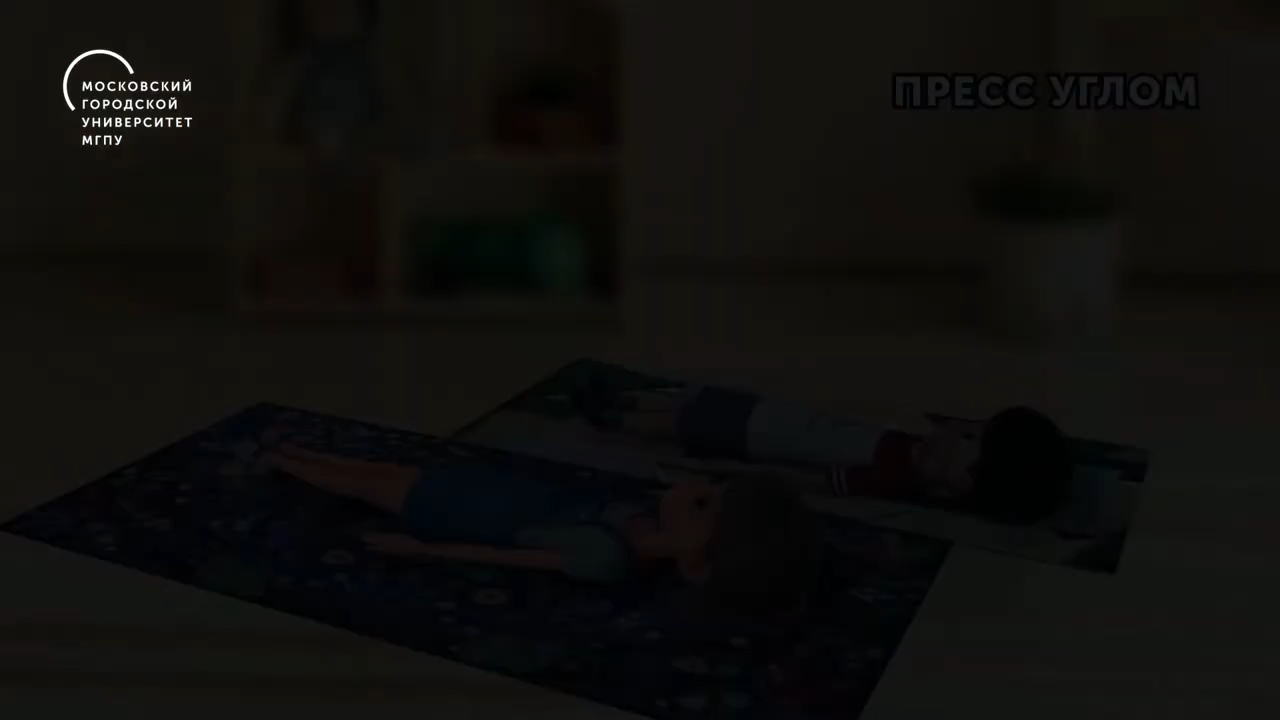 МОСКОВСКИЙ
ГОРОДСКОЙ
УНИВЕРСИТЕТ
МГПУ
ПРЕСС УГЛОМ